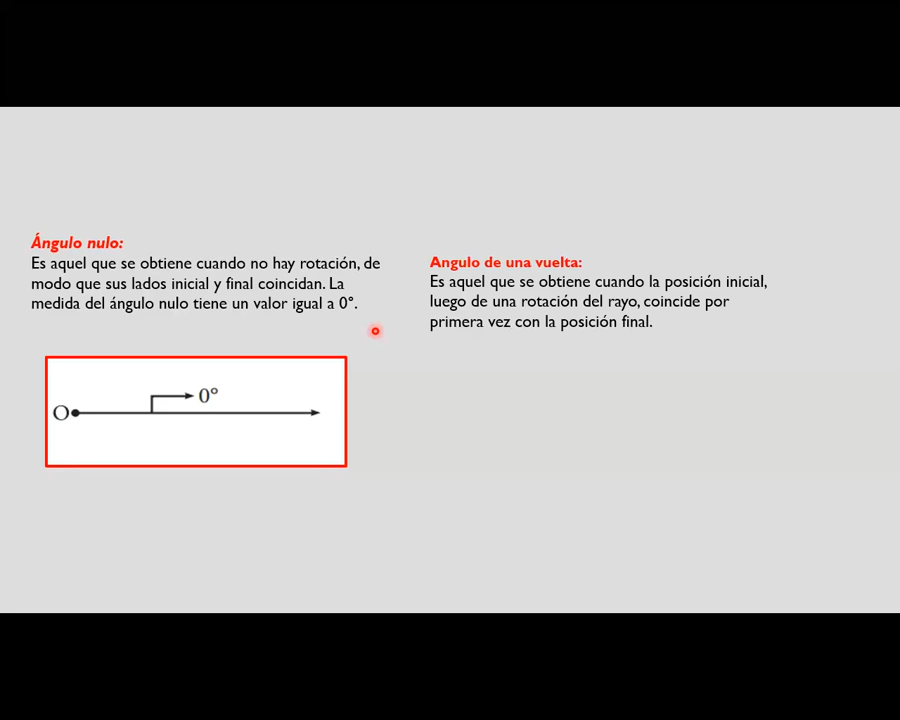 Ángulo nulo:
Es aquel que se obtiene cuando no hay rotación, de
modo que sus lados inicial y final coincidan. La
medida del ángulo nulo tiene un valor igual a 0°.
O
0°
Angulo de una vuelta:
Es aquel que se obtiene cuando la posición inicial,
luego de una rotación del rayo, coincide por
primera vez con la posición final.